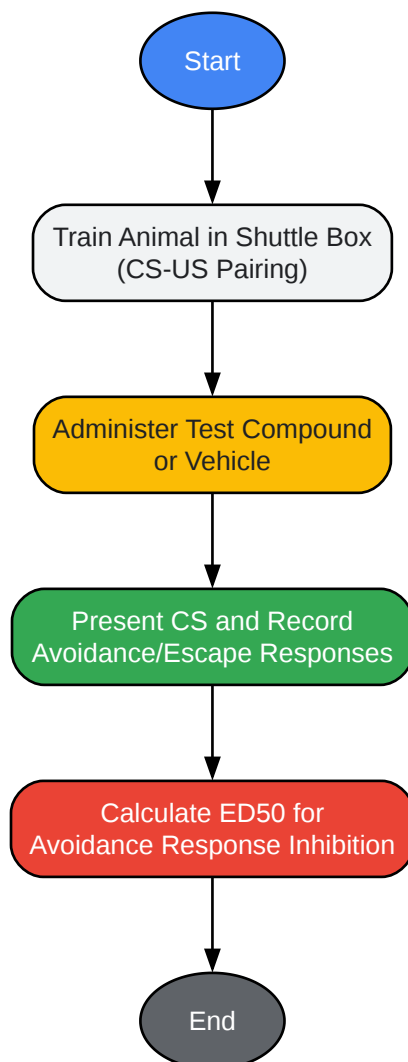 Start
Train Animal in Shuttle Box
(CS-US Pairing)
Administer Test Compound
or Vehicle
Present CS and Record
Avoidance/Escape Responses
Calculate ED50 for
Avoidance Response Inhibition
End